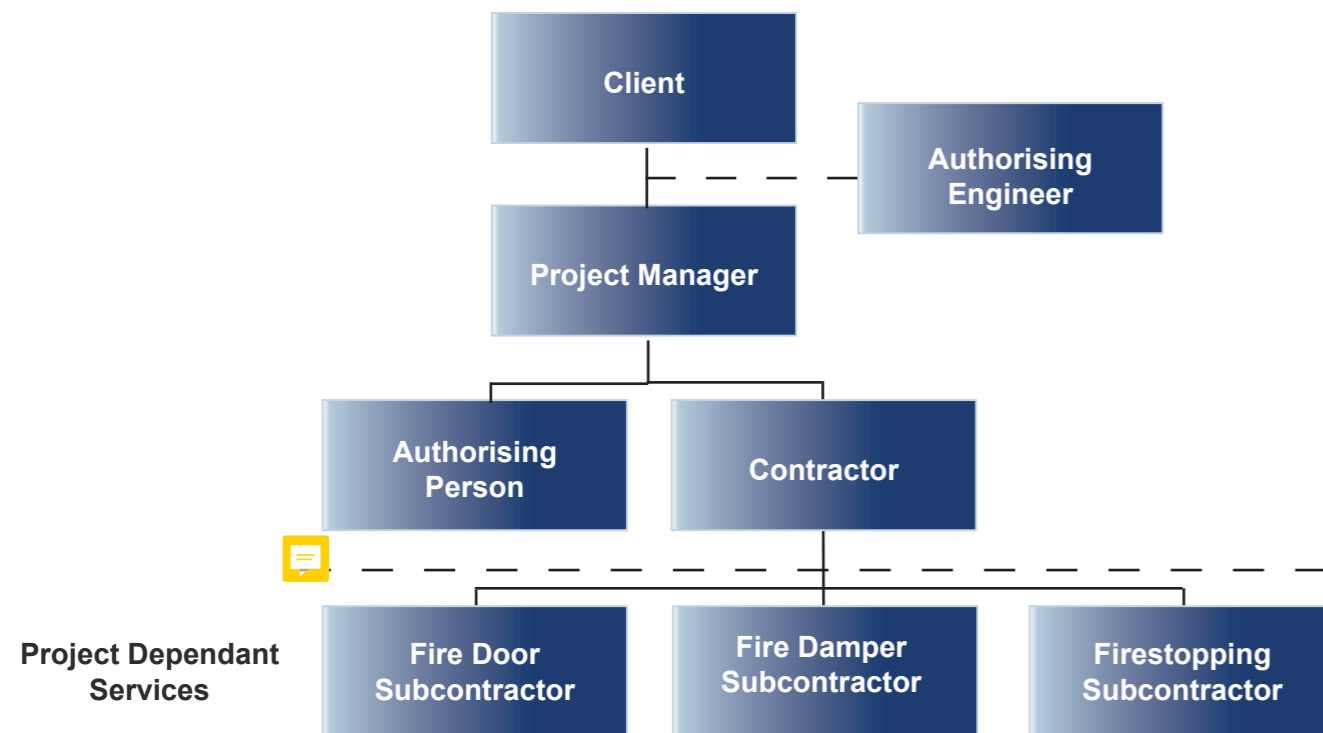 Client
Authorising
Engineer
Project Manager
Authorising
Person
Contractor
Project Dependant
Services
Fire Door
Subcontractor
Fire Damper
Subcontractor
Firestopping
Subcontractor